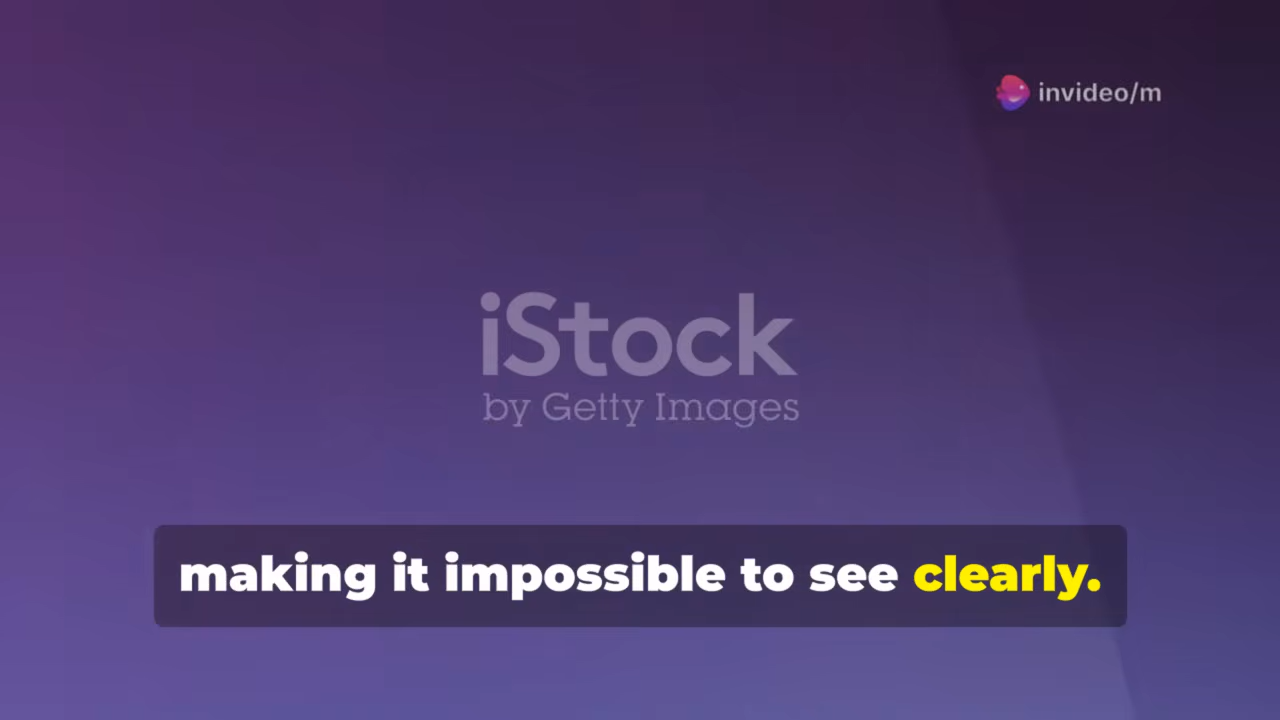 invideo/m
iStock
by Getty Images
making it impossible to see clearly.